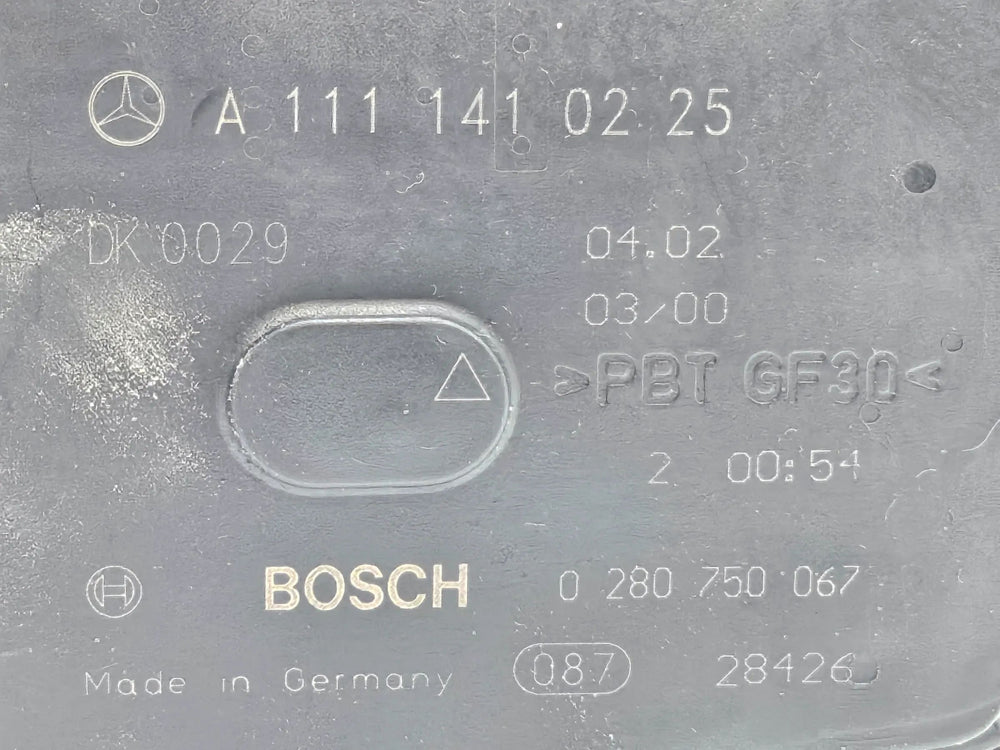 A 111 141 02 25
DK 0029 04.02
03/00
>PBT GF30<
2 00:54
BOSCH 0 280 750 067
Made in Germany 087 28426